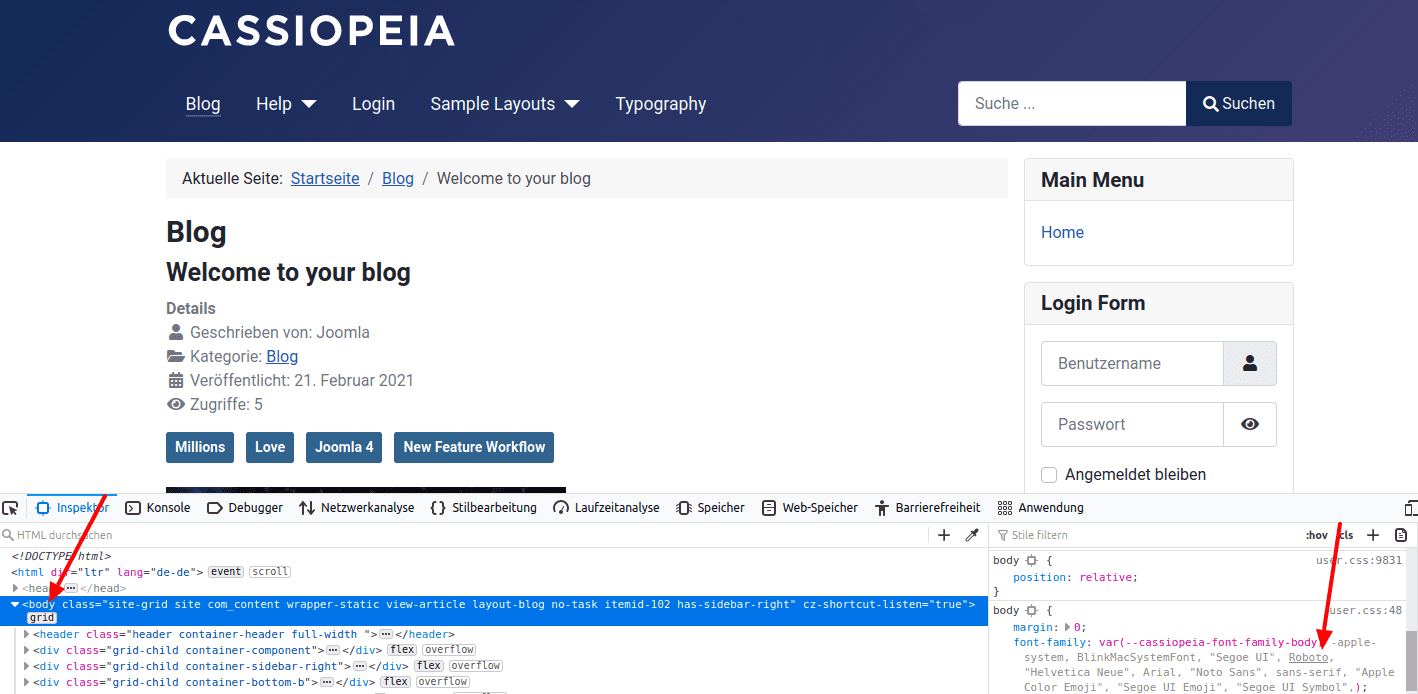 CASSIOPEIA
Blog Help Login Sample Layouts Typography
Suche ... Suchen
Aktuelle Seite: Startseite / Blog / Welcome to your blog
Blog
Welcome to your blog
Details
Geschrieben von: Joomla
Kategorie: Blog
Veröffentlicht: 21. Februar 2021
Zugriffe: 5
Millions Love Joomla 4 New Feature Workflow
Main Menu
Home
Login Form
Benutzername
Passwort
Angemeldet bleiben
Inspektor Konsole Debugger Netzwerkanalyse Stilbearbeitung Laufzeitanalyse Speicher Web-Speicher Barrierefreiheit Anwendung
HTML durchsuchen
<!DOCTYPE html>
<html dir="ltr" lang="de-de"> event scroll
<head></head>
<body class="site-grid site com_content wrapper-static view-article layout-blog no-task itemid-102 has-sidebar-right" cz-shortcut-listen="true">
grid
<header class="header container-header full-width "></header>
<div class="grid-child container-component"></div> flex overflow
<div class="grid-child container-sidebar-right"></div> flex overflow
<div class="grid-child container-bottom-b"></div> flex overflow
Stile filtern :hov .cls
body { user.css:9831
position: relative;
}
body { user.css:48
margin: 0;
font-family: var(--cassiopeia-font-family-body, -apple-
system, BlinkMacSystemFont, "Segoe UI", Roboto,
"Helvetica Neue", Arial, "Noto Sans", sans-serif, "Apple
Color Emoji", "Segoe UI Emoji", "Segoe UI Symbol",);